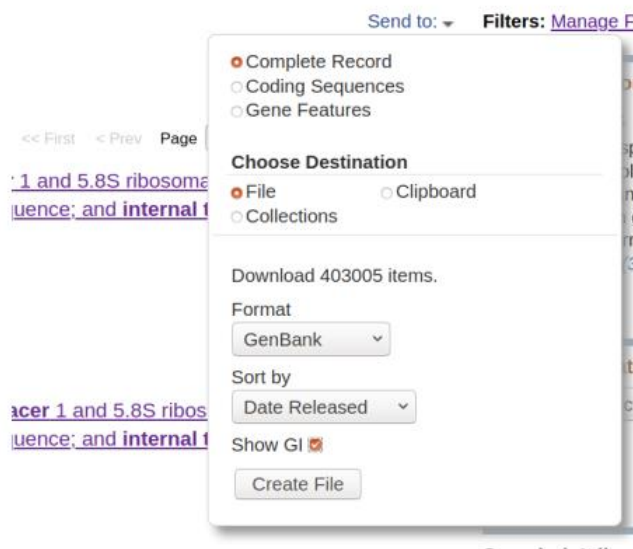 Send to: Filters: Manage F
Complete Record
Coding Sequences
Gene Features
<< First < Prev Page
Choose Destination
1 and 5.8S ribosoma
File Clipboard
uence; and internal t
Collections
Download 403005 items.
Format
GenBank
Sort by
Date Released
acer 1 and 5.8S ribos
uence; and internal t
Show GI
Create File